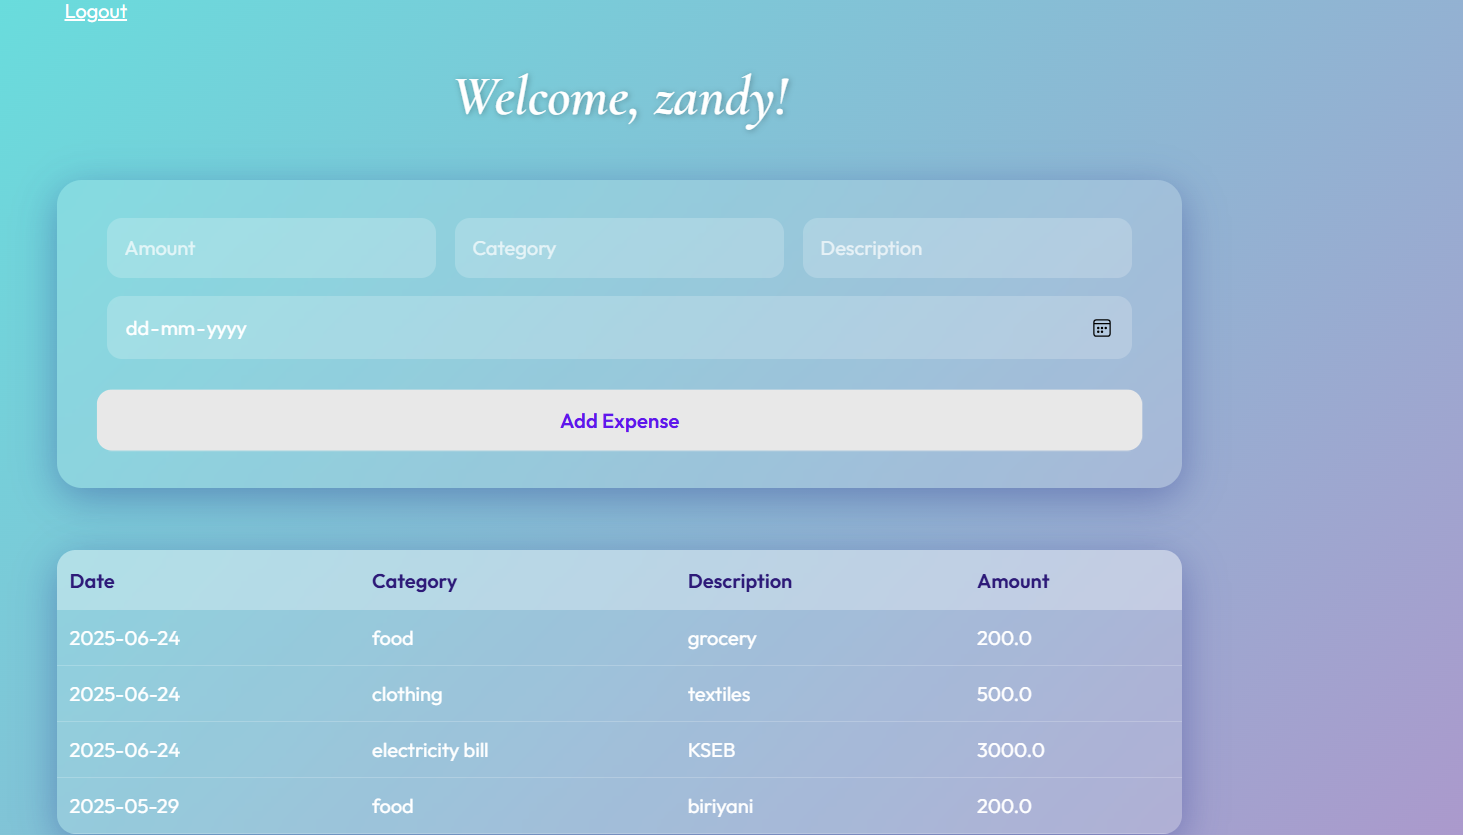 Logout
Welcome, zandy!
Amount Category Description
dd-mm-yyyy
Add Expense
Date Category Description Amount
2025-06-24 food grocery 200.0
2025-06-24 clothing textiles 500.0
2025-06-24 electricity bill KSEB 3000.0
2025-05-29 food biriyani 200.0